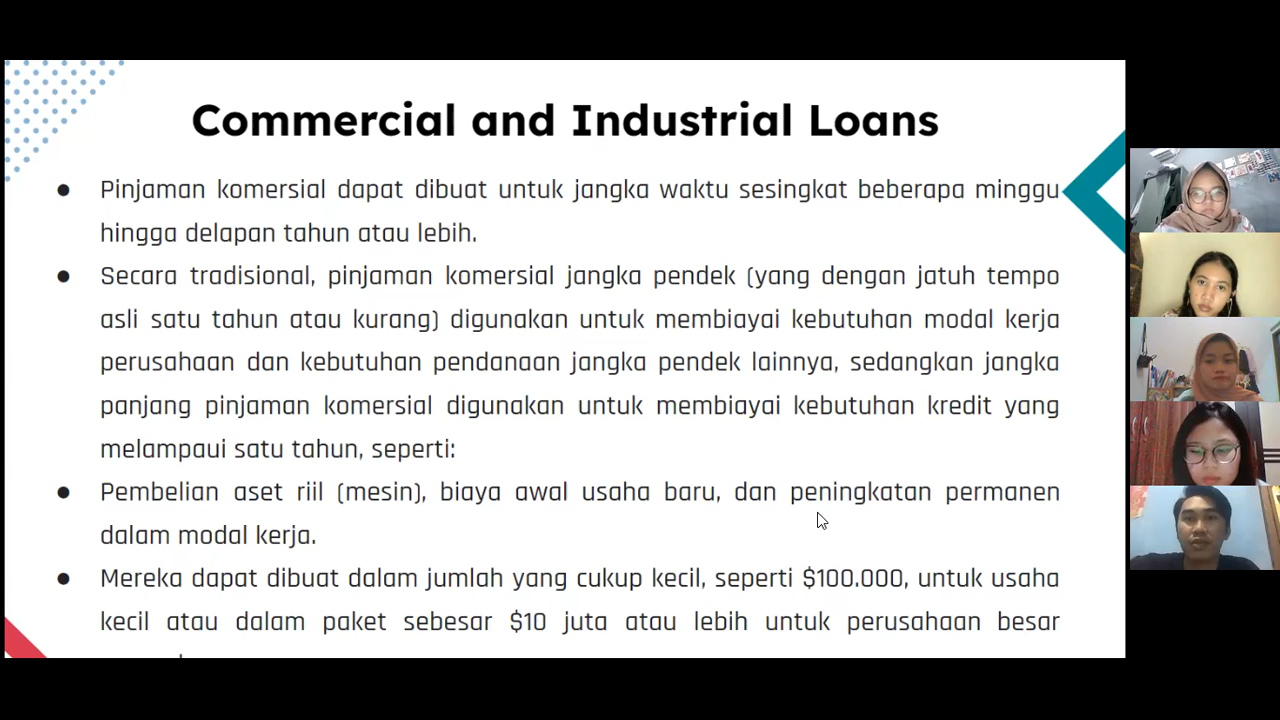 Commercial and Industrial Loans
● Pinjaman komersial dapat dibuat untuk jangka waktu sesingkat beberapa minggu
hingga delapan tahun atau lebih.
● Secara tradisional, pinjaman komersial jangka pendek (yang dengan jatuh tempo
asli satu tahun atau kurang) digunakan untuk membiayai kebutuhan modal kerja
perusahaan dan kebutuhan pendanaan jangka pendek lainnya, sedangkan jangka
panjang pinjaman komersial digunakan untuk membiayai kebutuhan kredit yang
melampaui satu tahun, seperti:
● Pembelian aset riil (mesin), biaya awal usaha baru, dan peningkatan permanen
dalam modal kerja.
● Mereka dapat dibuat dalam jumlah yang cukup kecil, seperti $100.000, untuk usaha
kecil atau dalam paket sebesar $10 juta atau lebih untuk perusahaan besar